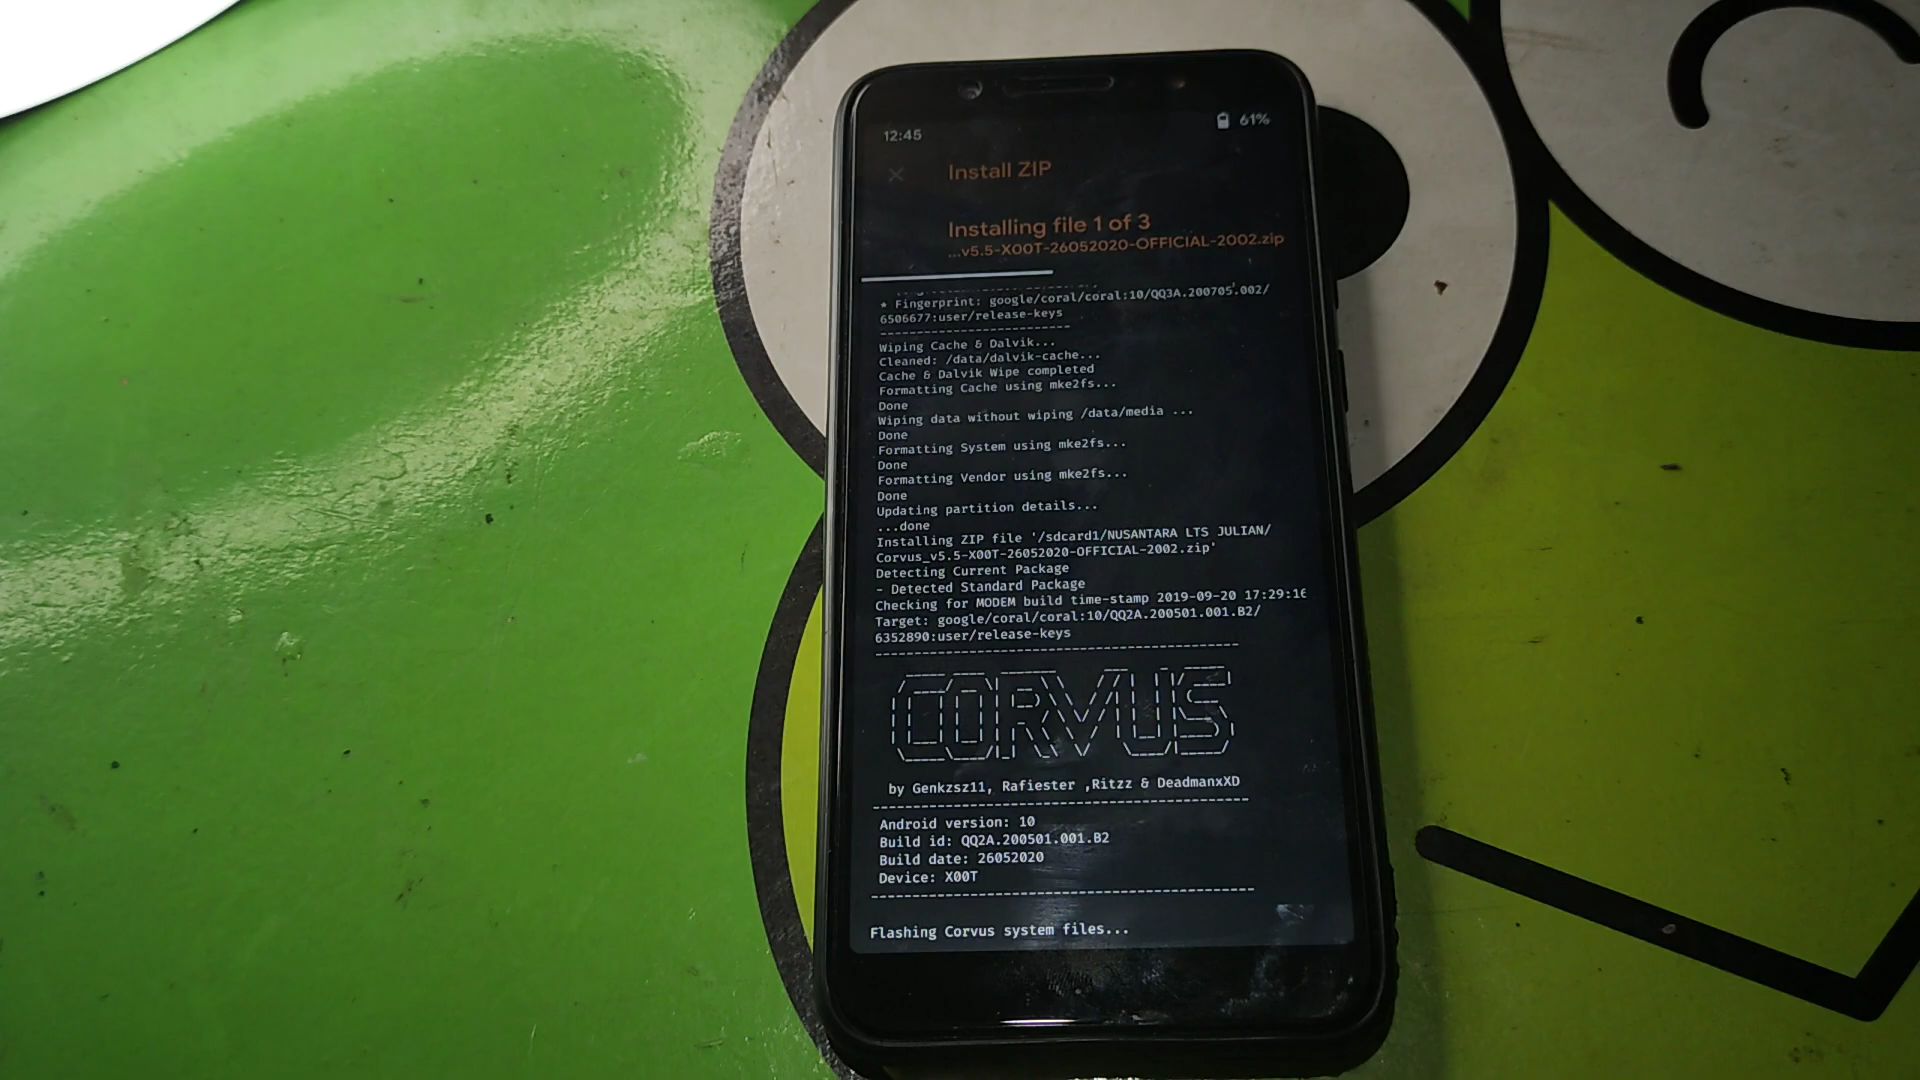 12:45
61%
Install ZIP
Installing file 1 of 3
...v5.5-X00T-26052020-OFFICIAL-2002.zip
★ Fingerprint: google/coral/coral:10/QQ3A.200705.002/
6506677:user/release-keys
-------------------------
Wiping Cache & Dalvik...
Cleaned: /data/dalvik-cache...
Cache & Dalvik Wipe completed
Formatting Cache using mke2fs...
Done
Wiping data without wiping /data/media ...
Done
Formatting System using mke2fs...
Done
Formatting Vendor using mke2fs...
Done
Updating partition details...
...done
Installing ZIP file '/sdcard1/NUSANTARA LTS JULIAN/
Corvus_v5.5-X00T-26052020-OFFICIAL-2002.zip'
Detecting Current Package
- Detected Standard Package
Checking for MODEM build time-stamp 2019-09-20 17:29:16
Target: google/coral/coral:10/QQ2A.200501.001.B2/
6352890:user/release-keys
CORVUS
by Genkzsz11, Rafiester ,Ritzz & DeadmanxXD
Android version: 10
Build id: QQ2A.200501.001.B2
Build date: 26052020
Device: X00T
Flashing Corvus system files...